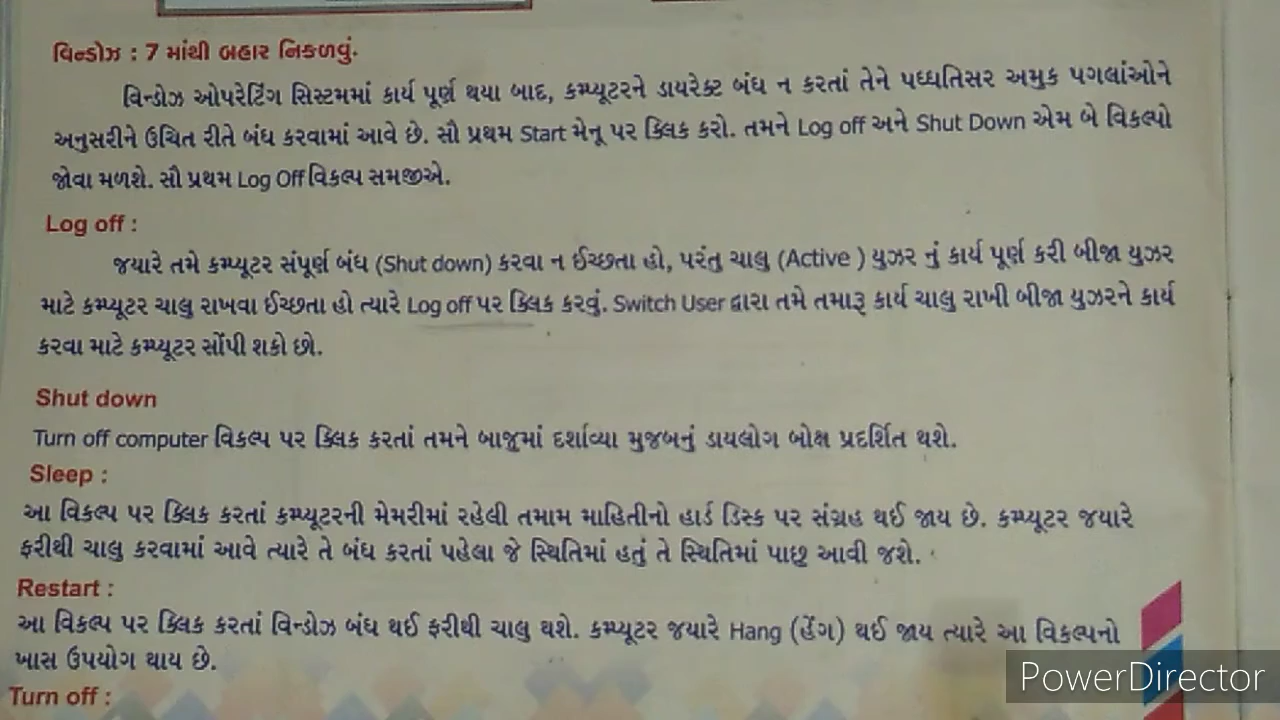 વિન્ડોઝ : 7 માંથી બહાર નિકળવું.
વિન્ડોઝ ઓપરેટિંગ સિસ્ટમમાં કાર્ય પૂર્ણ થયા બાદ, કમ્પ્યૂટરને ડાયરેક્ટ બંધ ન કરતાં તેને પધ્ધતિસર અમુક પગલાંઓને
અનુસરીને ઉચિત રીતે બંધ કરવામાં આવે છે. સૌ પ્રથમ Start મેનૂ પર ક્લિક કરો. તમને Log off અને Shut Down એમ બે વિકલ્પો
જોવા મળશે. સૌ પ્રથમ Log Off વિકલ્પ સમજીએ.
Log off :
જયારે તમે કમ્પ્યૂટર સંપૂર્ણ બંધ (Shut down) કરવા ન ઈચ્છતા હો, પરંતુ ચાલુ (Active ) યુઝર નું કાર્ય પૂર્ણ કરી બીજા યુઝર
માટે કમ્પ્યૂટર ચાલુ રાખવા ઈચ્છતા હો ત્યારે Log off પર ક્લિક કરવું. Switch User દ્વારા તમે તમારૂ કાર્ય ચાલુ રાખી બીજા યુઝરને કાર્ય
કરવા માટે કમ્પ્યૂટર સોંપી શકો છો.
Shut down
Turn off computer વિકલ્પ પર ક્લિક કરતાં તમને બાજુમાં દર્શાવ્યા મુજબનું ડાયલોગ બોક્ષ પ્રદર્શિત થશે.
Sleep :
આ વિકલ્પ પર ક્લિક કરતાં કમ્પ્યૂટરની મેમરીમાં રહેલી તમામ માહિતીનો હાર્ડ ડિસ્ક પર સંગ્રહ થઈ જાય છે. કમ્પ્યૂટર જયારે
ફરીથી ચાલુ કરવામાં આવે ત્યારે તે બંધ કરતાં પહેલા જે સ્થિતિમાં હતું તે સ્થિતિમાં પાછુ આવી જશે.
Restart :
આ વિકલ્પ પર ક્લિક કરતાં વિન્ડોઝ બંધ થઈ ફરીથી ચાલુ થશે. કમ્પ્યૂટર જયારે Hang (હેંગ) થઈ જાય ત્યારે આ વિકલ્પનો
ખાસ ઉપયોગ થાય છે.
Turn off :
PowerDirector